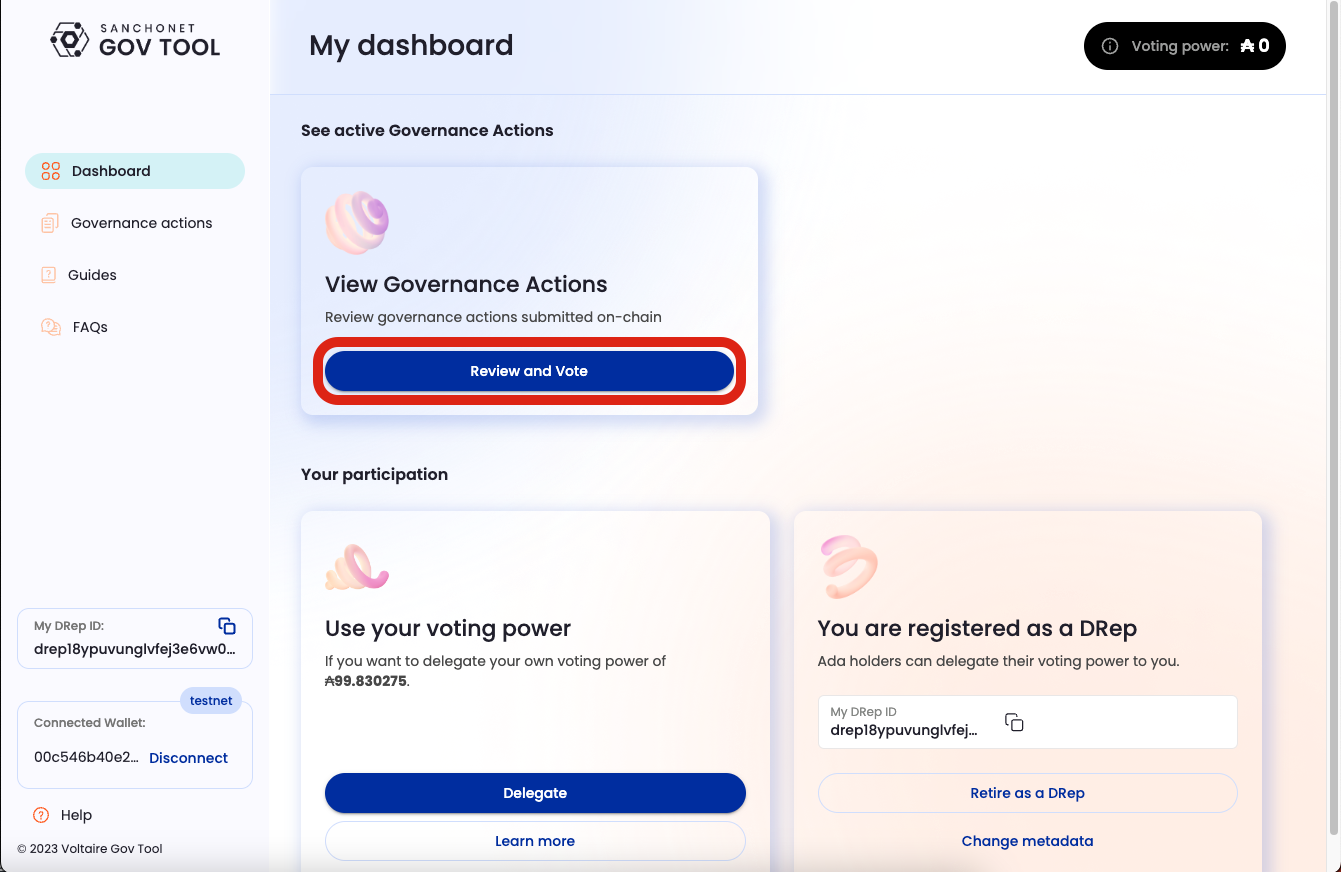 SANCHONET
GOV TOOL
My dashboard
Voting power: ₳ 0
Dashboard
Governance actions
Guides
FAQs
My DRep ID:
drep18ypuvunglvfej3e6vw0...
testnet
Connected Wallet:
00c546b40e2... Disconnect
Help
© 2023 Voltaire Gov Tool
See active Governance Actions
View Governance Actions
Review governance actions submitted on-chain
Review and Vote
Your participation
Use your voting power
If you want to delegate your own voting power of
₳99.830275.
Delegate
Learn more
You are registered as a DRep
Ada holders can delegate their voting power to you.
My DRep ID
drep18ypuvunglvfej...
Retire as a DRep
Change metadata